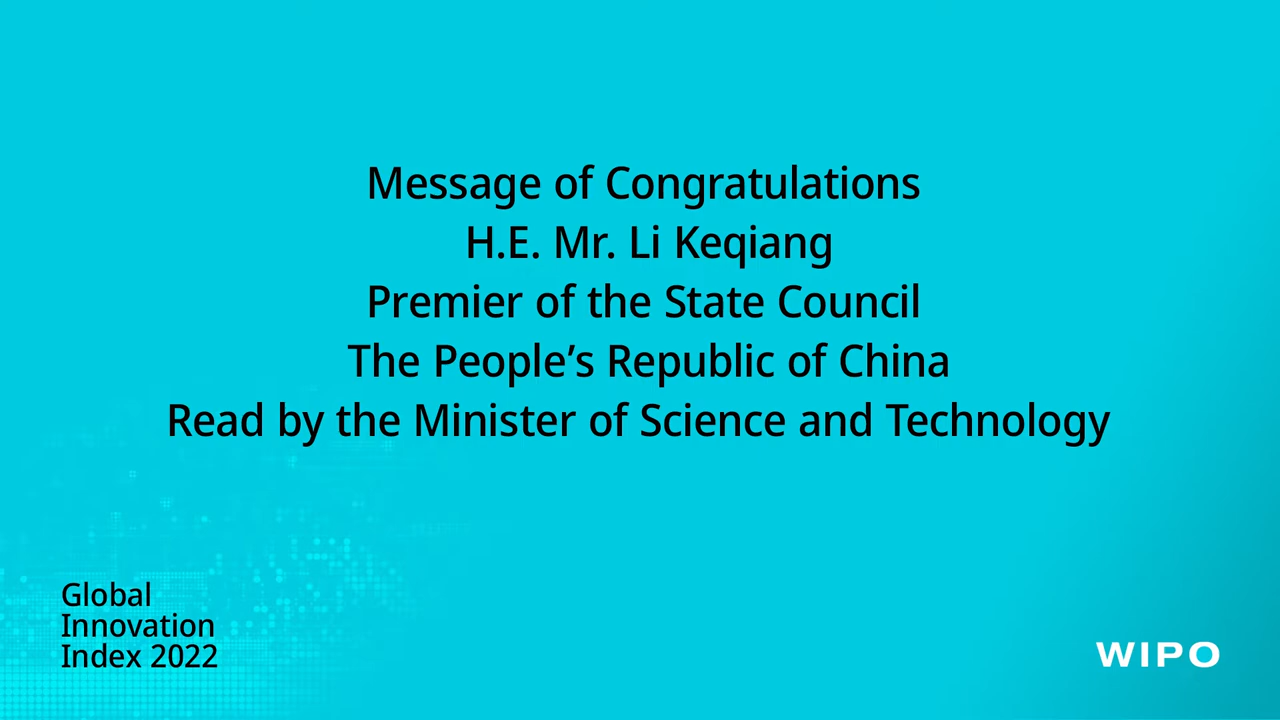 Message of Congratulations
H.E. Mr. Li Keqiang
Premier of the State Council
The People’s Republic of China
Read by the Minister of Science and Technology
Global
Innovation
Index 2022
WIPO